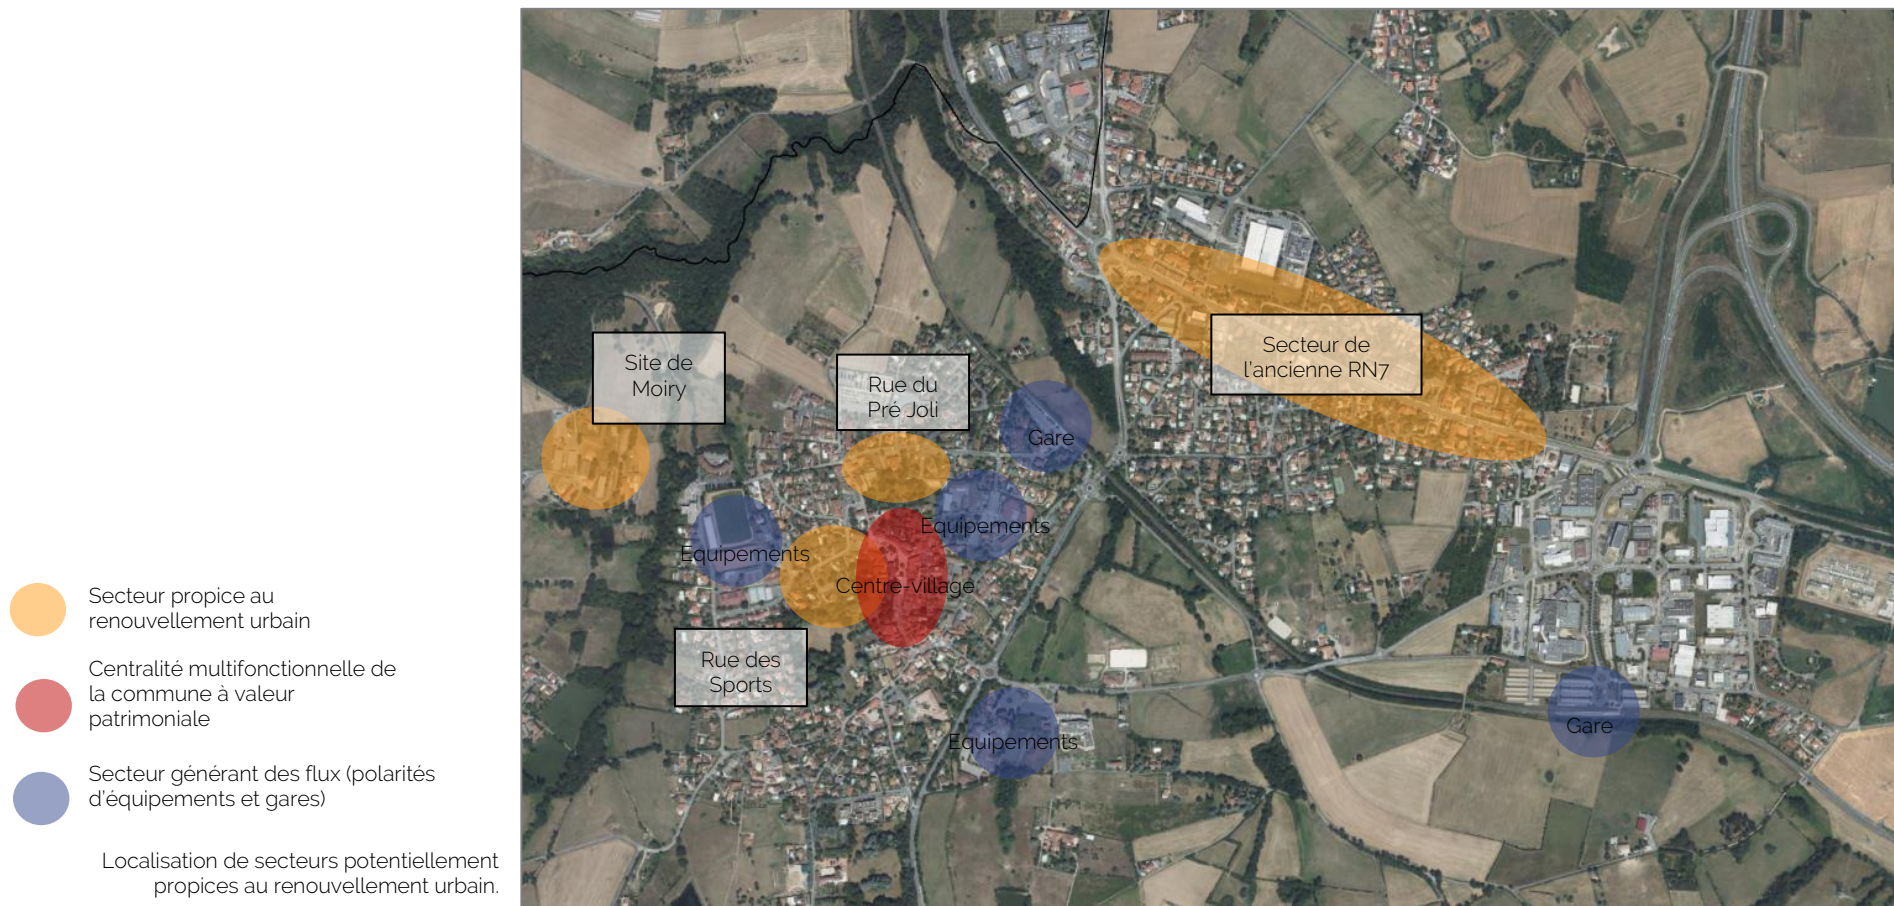 Site de
Moiry
Rue du
Pré Joli
Secteur de
l'ancienne RN7
Gare
Equipements
Equipements
Centre-village
Rue des
Sports
Equipements
Gare
Secteur propice au
renouvellement urbain
Centralité multifonctionnelle de
la commune à valeur
patrimoniale
Secteur générant des flux (polarités
d'équipements et gares)
Localisation de secteurs potentiellement
propices au renouvellement urbain.